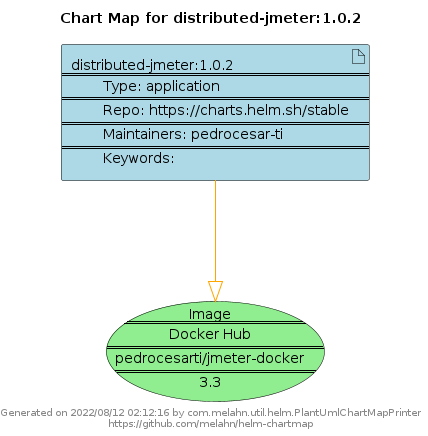 Chart Map for distributed-jmeter:1.0.2
distributed-jmeter:1.0.2
Type: application
Repo: https://charts.helm.sh/stable
Maintainers: pedrocesar-ti
Keywords:
Image
Docker Hub
pedrocesarti/jmeter-docker
3.3
Generated on 2022/08/12 02:12:16 by com.melahn.util.helm.PlantUmlChartMapPrinter
https://github.com/melahn/helm-chartmap